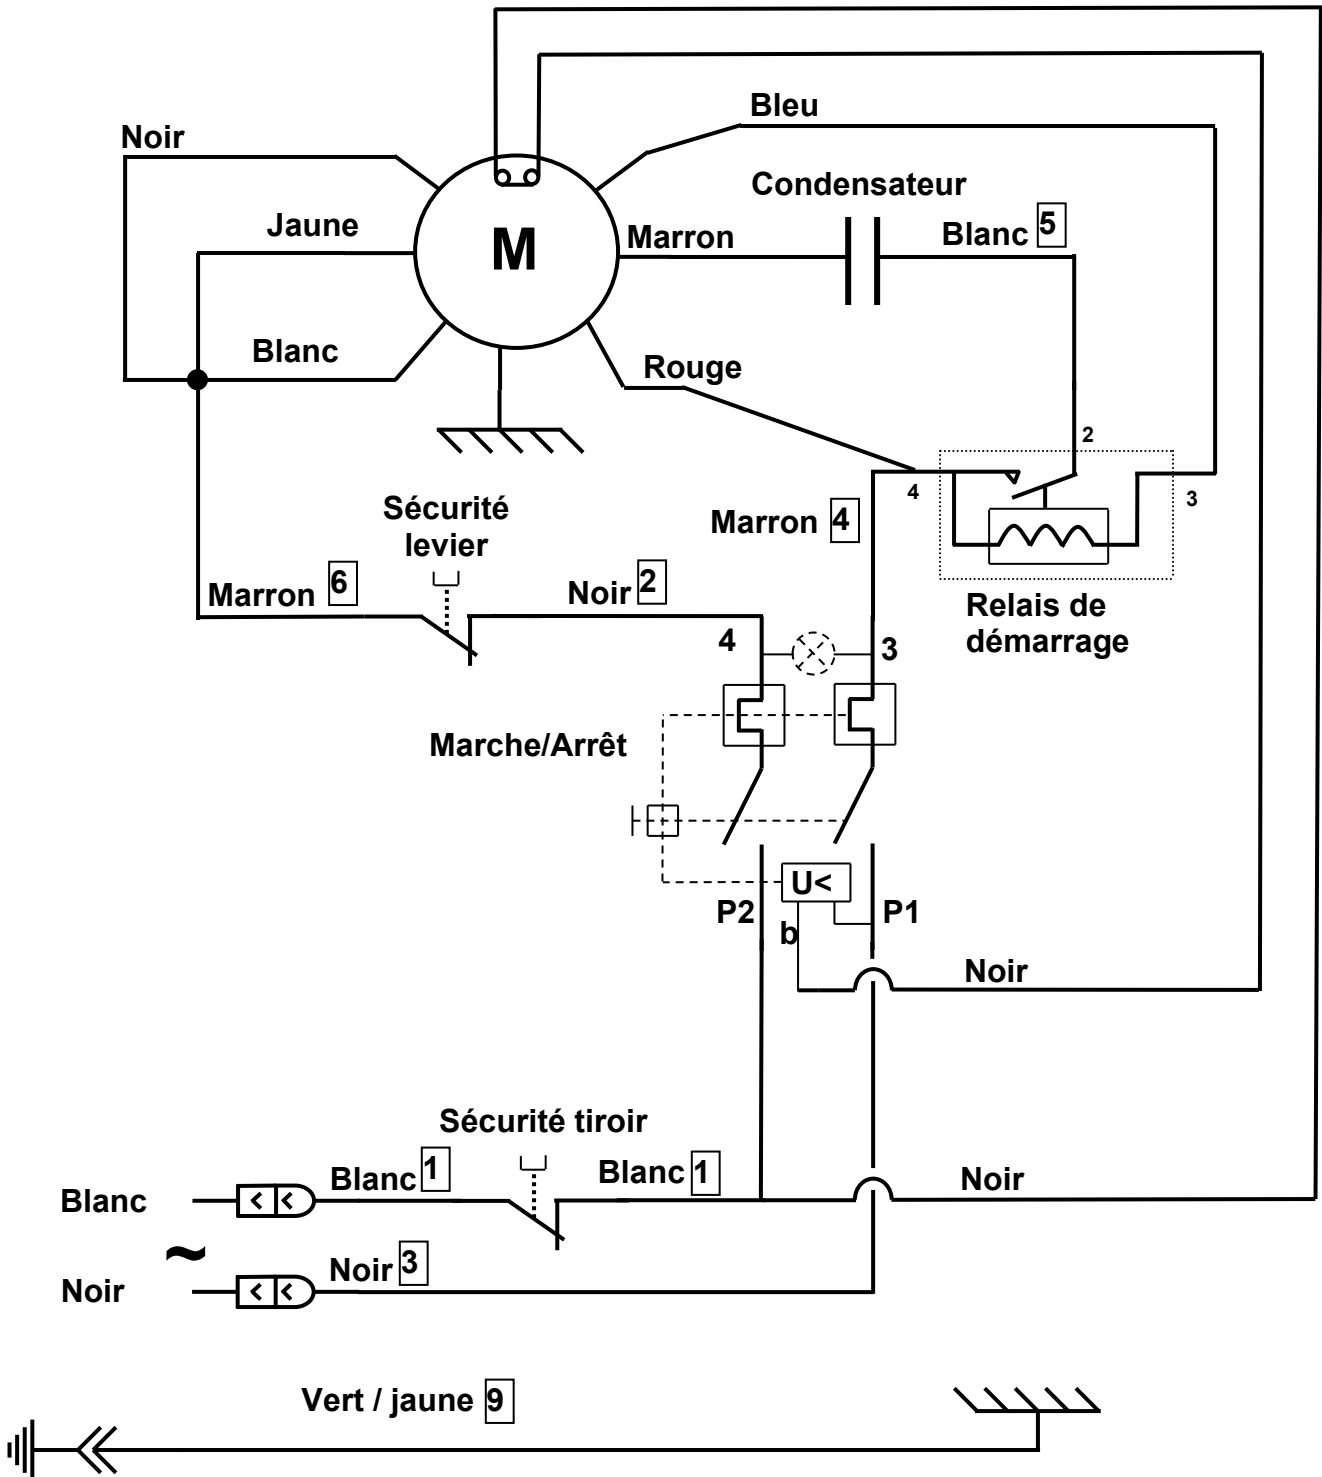 Bleu
Noir
Condensateur
Jaune
Marron
Blanc 5
M
Blanc
Rouge
2
4
3
Sécurité
levier
Marron 4
Marron 6
Noir 2
Relais de
démarrage
4
3
Marche/Arrêt
U<
P2
P1
b
Noir
Sécurité tiroir
Blanc 1
Blanc 1
Noir
Blanc
~
Noir 3
Noir
Vert / jaune 9